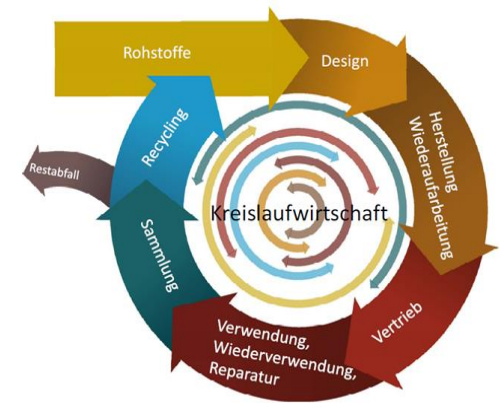 Rohstoffe
Design
Herstellung
Wiederaufarbeitung
Vertrieb
Verwendung,
Wiederverwendung,
Reparatur
Sammlung
Restabfall
Recycling
Kreislaufwirtschaft